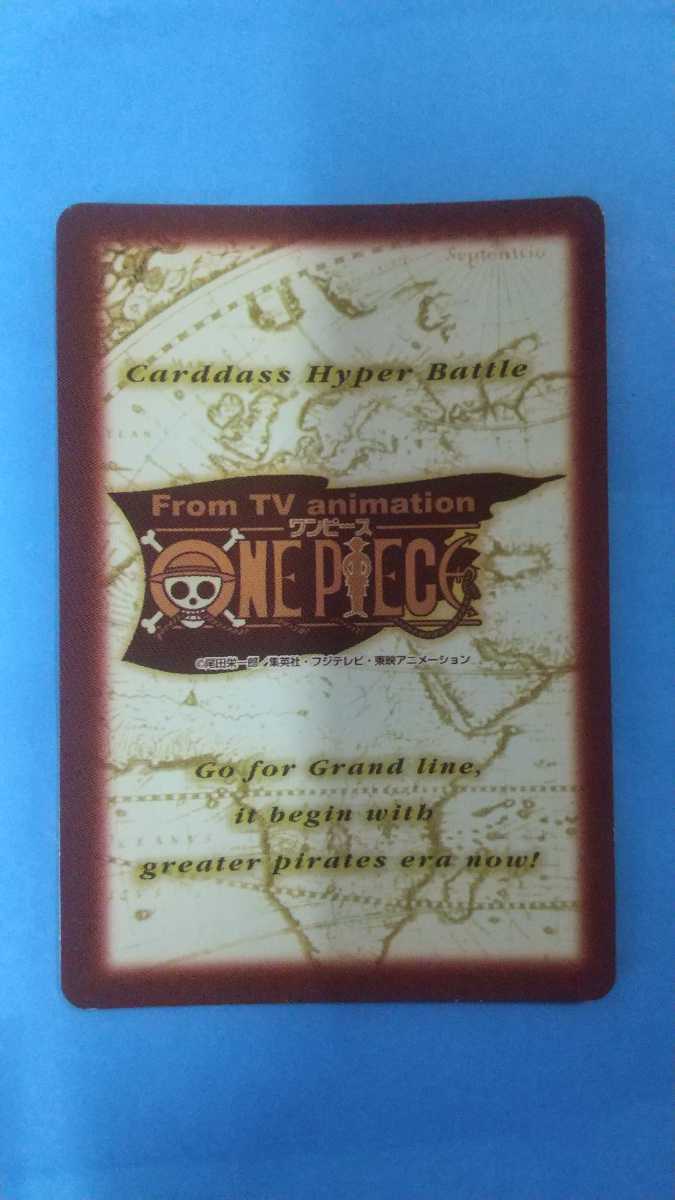 Septentrio
Carddass Hyper Battle
From TV animation
ワンピース
ONE PIECE
©尾田栄一郎/集英社・フジテレビ・東映アニメーション
Go for Grand line,
it begin with
greater pirates era now!